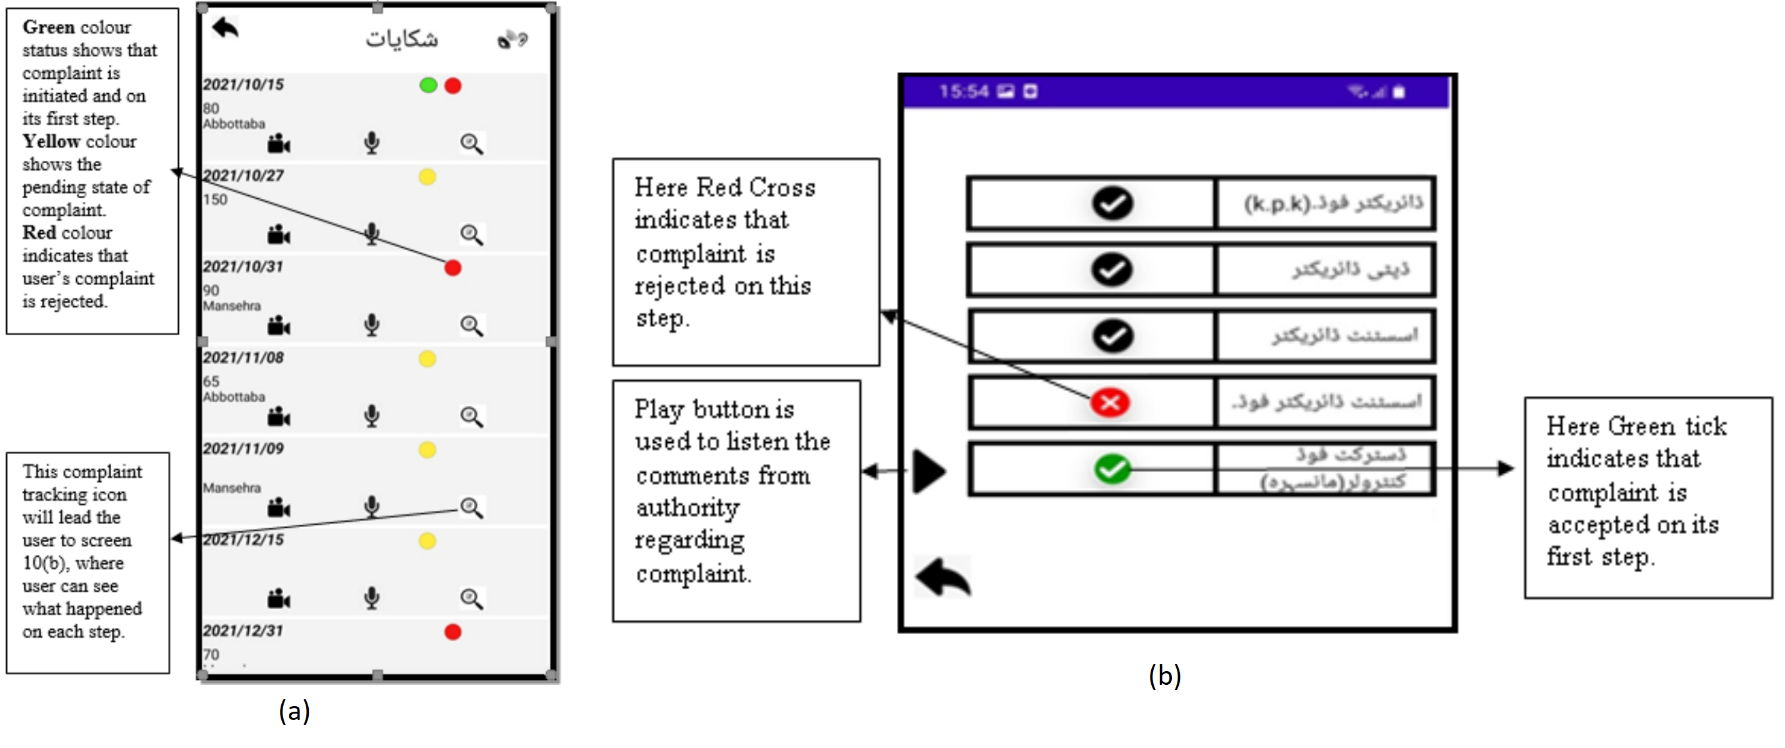 Green colour
status shows that
complaint is
initiated and on
its first step.
Yellow colour
shows the
pending state of
complaint.
Red colour
indicates that
user’s complaint
is rejected.
This complaint
tracking icon
will lead the
user to screen
10(b), where
user can see
what happened
on each step.
شکایات
2021/10/15
80
Abbottaba
2021/10/27
150
2021/10/31
90
Mansehra
2021/11/08
65
Abbottaba
2021/11/09
Mansehra
2021/12/15
2021/12/31
70
(a)
Here Red Cross
indicates that
complaint is
rejected on this
step.
Play button is
used to listen the
comments from
authority
regarding
complaint.
15:54
ڈائریکٹر فوڈ.(k.p.k)
ڈپٹی ڈائریکٹر
اسسٹنٹ ڈائریکٹر
اسسٹنٹ ڈائریکٹر فوڈ.
ڈسٹرکٹ فوڈ
کنٹرولر(مانسہرہ)
Here Green tick
indicates that
complaint is
accepted on its
first step.
(b)